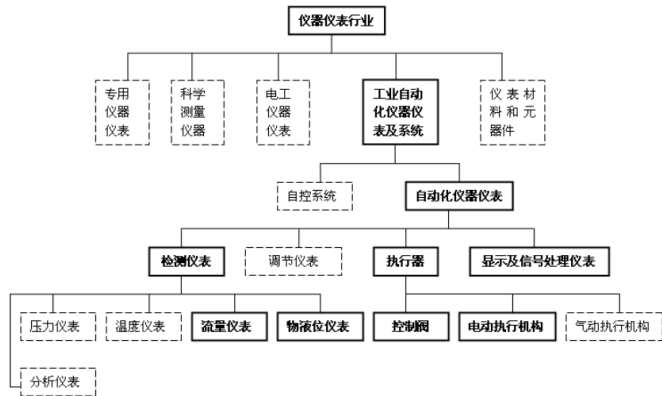 仪器仪表行业
专用
仪器
仪表
科学
测量
仪器
电工
仪器
仪表
工业自动
化仪器仪
表及系统
仪表材
料和元
器件
自控系统
自动化仪器仪表
检测仪表
调节仪表
执行器
显示及信号处理仪表
压力仪表
温度仪表
流量仪表
物液位仪表
控制阀
电动执行机构
气动执行机构
分析仪表